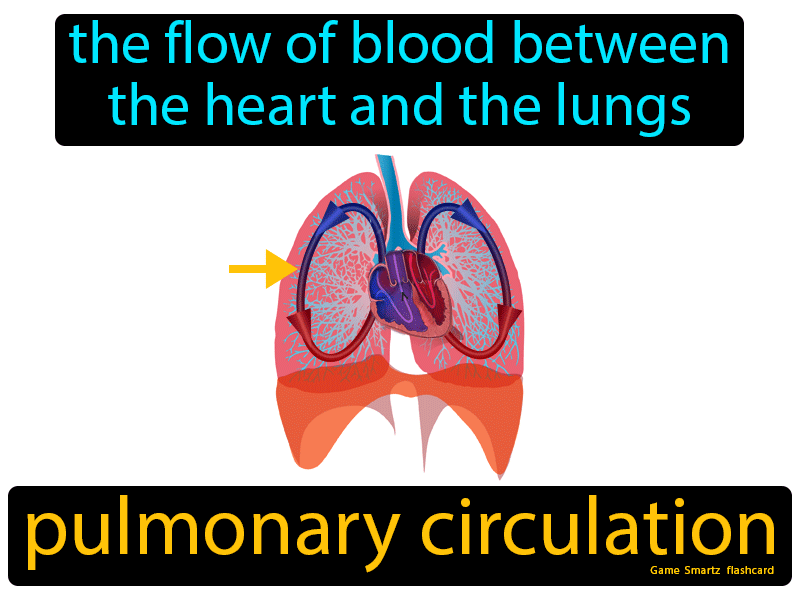 the flow of blood between
the heart and the lungs
pulmonary circulation
Game Smartz flashcard